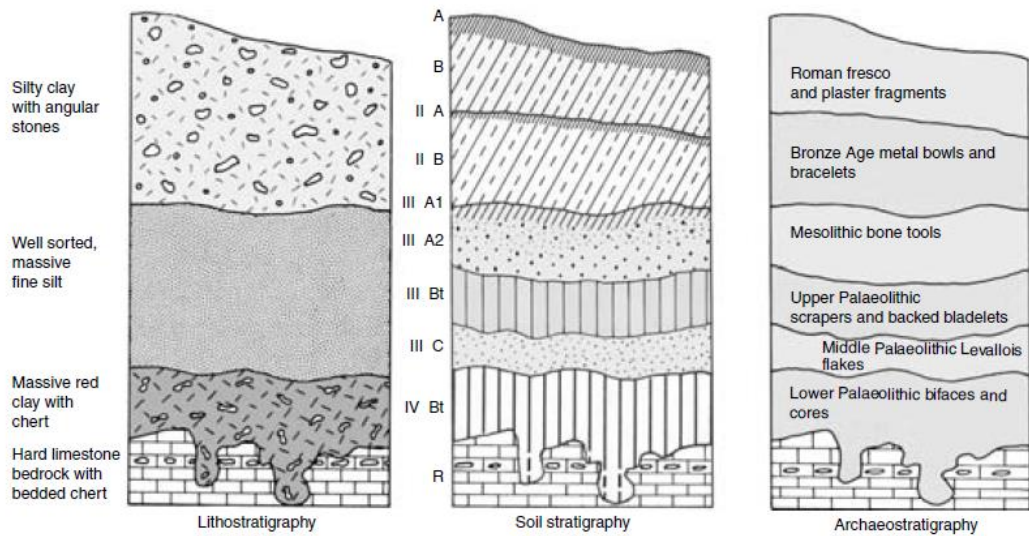 Silty clay
with angular
stones
Well sorted,
massive
fine silt
Massive red
clay with
chert
Hard limestone
bedrock with
bedded chert
Lithostratigraphy
A
B
II A
II B
III A1
III A2
III Bt
III C
IV Bt
R
Soil stratigraphy
Roman fresco
and plaster fragments
Bronze Age metal bowls and
bracelets
Mesolithic bone tools
Upper Palaeolithic
scrapers and backed bladelets
Middle Palaeolithic Levallois
flakes
Lower Palaeolithic bifaces and
cores
Archaeostratigraphy